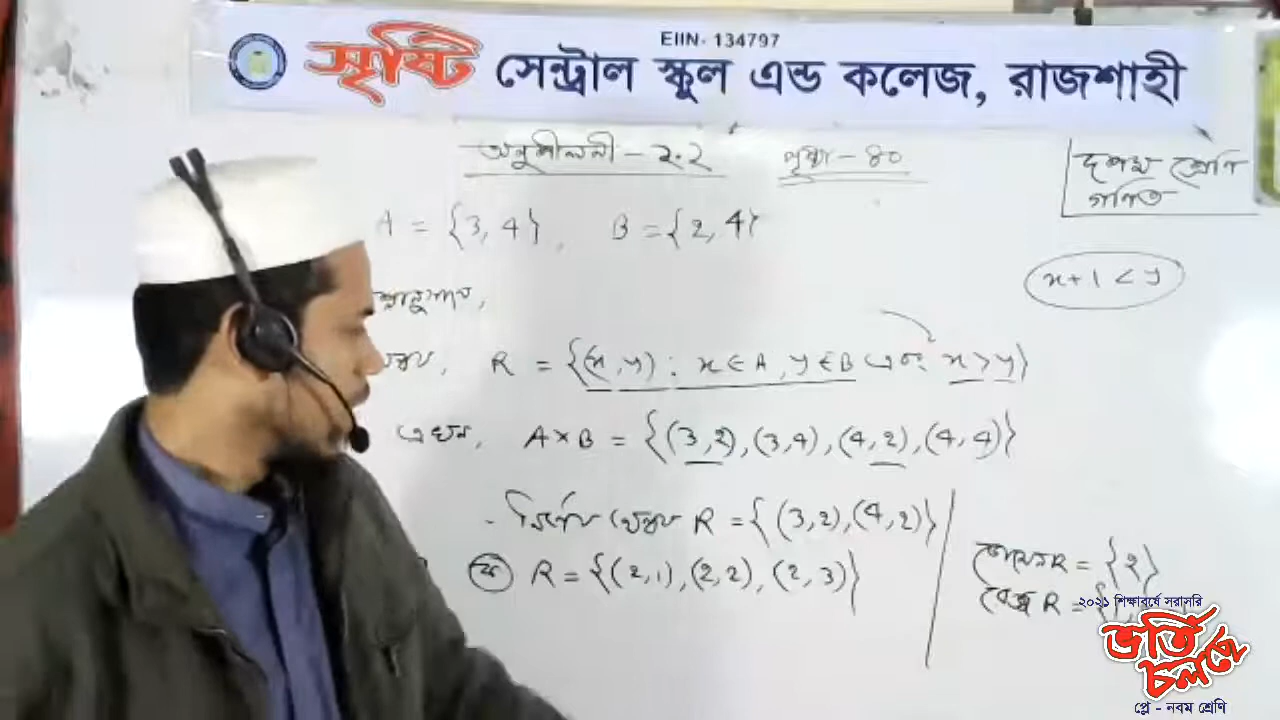 EIIN- 134797
সৃষ্টি সেন্ট্রাল স্কুল এন্ড কলেজ, রাজশাহী
অনুশীলনী - ২.২ পৃষ্ঠা - ৪০
দশম শ্রেণি
গণিত
A = {3, 4}, B = {2, 4}
x+1 < y
R = {(x, y) : x ∈ A, y ∈ B এবং x > y}
এখন, A×B = {(3,2), (3,4), (4,2), (4,4)}
R = {(3,2), (4,2)}
R = {(2,1), (2,2), (2,3)}
ডোমেন R = {2}
রেঞ্জ R = {1,
২০২১ শিক্ষাবর্ষে সরাসরি
ভর্তি
চলছে
প্লে - নবম শ্রেণি